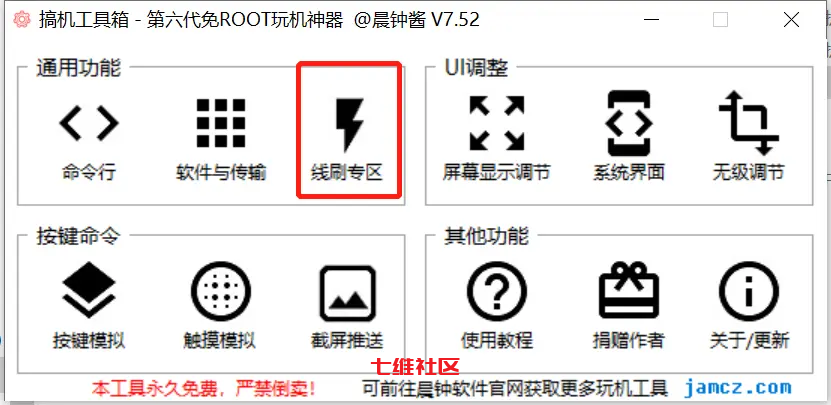 搞机工具箱 - 第六代免ROOT玩机神器 @晨钟酱 V7.52
通用功能
命令行
软件与传输
线刷专区
UI调整
屏幕显示调节
系统界面
无级调节
按键命令
按键模拟
触摸模拟
截屏推送
其他功能
使用教程
捐赠作者
关于/更新
七维社区
本工具永久免费，严禁倒卖！
可前往晨钟软件官网获取更多玩机工具
jamcz.com